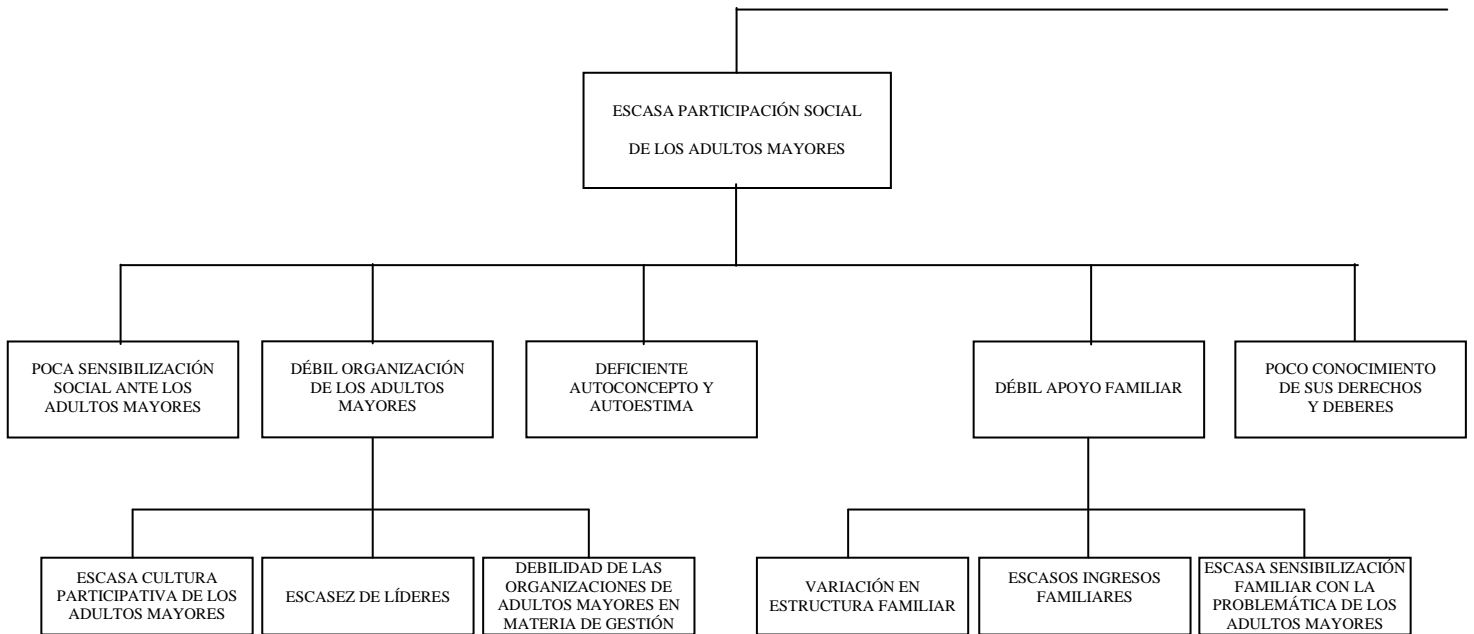 ESCASA PARTICIPACIÓN SOCIAL
DE LOS ADULTOS MAYORES
POCA SENSIBILIZACIÓN
SOCIAL ANTE LOS
ADULTOS MAYORES
DÉBIL ORGANIZACIÓN
DE LOS ADULTOS
MAYORES
DEFICIENTE
AUTOCONCEPTO Y
AUTOESTIMA
DÉBIL APOYO FAMILIAR
POCO CONOCIMIENTO
DE SUS DERECHOS
Y DEBERES
ESCASA CULTURA
PARTICIPATIVA DE LOS
ADULTOS MAYORES
ESCASEZ DE LÍDERES
DEBILIDAD DE LAS
ORGANIZACIONES DE
ADULTOS MAYORES EN
MATERIA DE GESTIÓN
VARIACIÓN EN
ESTRUCTURA FAMILIAR
ESCASOS INGRESOS
FAMILIARES
ESCASA SENSIBILIZACIÓN
FAMILIAR CON LA
PROBLEMÁTICA DE LOS
ADULTOS MAYORES